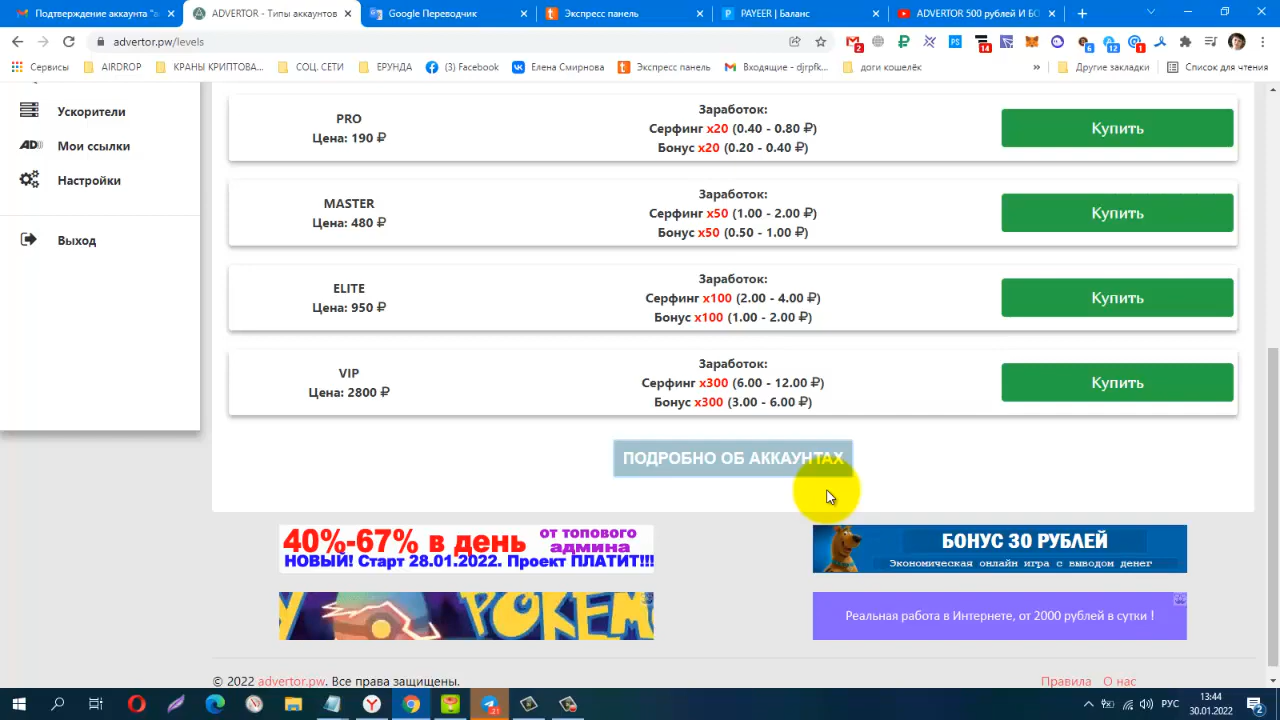 Подтверждение аккаунта "а
ADVERTOR - Типы аккаунтов
Google Переводчик
Экспресс панель
PAYEER | Баланс
ADVERTOR 500 рублей И БО
advertor.pw/levels
2
14
6
12
1
Сервисы
AIRDROP
КРАНЫ КРИПТОВА...
СОЦ. СЕТИ
ЕРУНДА
(3) Facebook
Елена Смирнова
Экспресс панель
Входящие - djrpfk...
доги кошелёк
»
Другие закладки
Список для чтения
Ускорители
Мои ссылки
Настройки
Выход
PRO
Цена: 190 ₽
Заработок:
Серфинг x20 (0.40 - 0.80 ₽)
Бонус x20 (0.20 - 0.40 ₽)
Купить
MASTER
Цена: 480 ₽
Заработок:
Серфинг x50 (1.00 - 2.00 ₽)
Бонус x50 (0.50 - 1.00 ₽)
Купить
ELITE
Цена: 950 ₽
Заработок:
Серфинг x100 (2.00 - 4.00 ₽)
Бонус x100 (1.00 - 2.00 ₽)
Купить
VIP
Цена: 2800 ₽
Заработок:
Серфинг x300 (6.00 - 12.00 ₽)
Бонус x300 (3.00 - 6.00 ₽)
Купить
ПОДРОБНО ОБ АККАУНТАХ
40%-67% в день от топового админа
НОВЫЙ! Старт 28.01.2022. Проект ПЛАТИТ!!!
БОНУС 30 РУБЛЕЙ
Экономическая онлайн игра с выводом денег
POKEM
Реальная работа в Интернете, от 2000 рублей в сутки !
© 2022 advertor.pw. Все права защищены.
Правила
О нас
21
РУС
13:44
30.01.2022
2